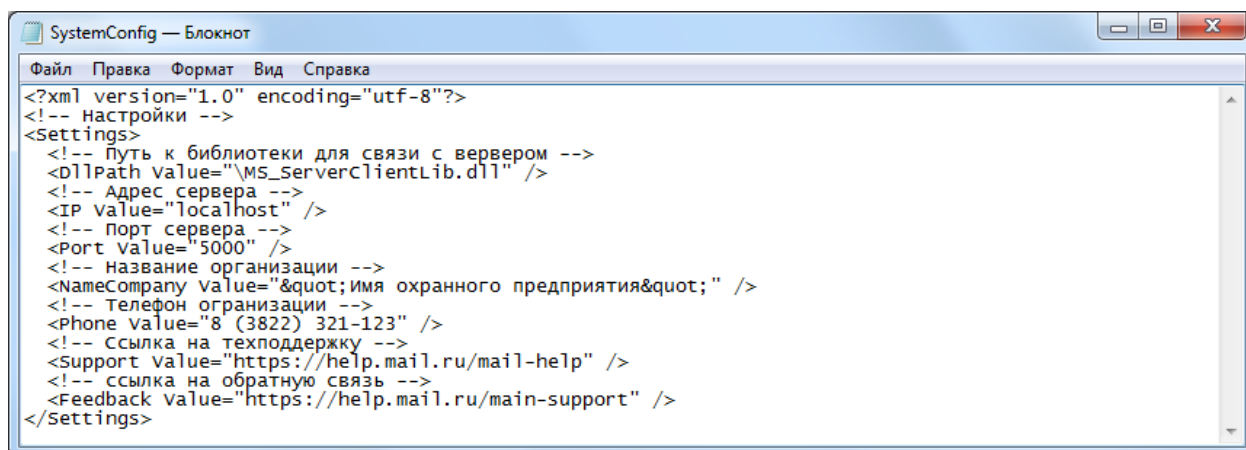 SystemConfig — Блокнот
Файл Правка Формат Вид Справка
<?xml version="1.0" encoding="utf-8"?>
<!-- Настройки -->
<Settings>
<!-- Путь к библиотеки для связи с вервером -->
<DllPath Value="\MS_ServerClientLib.dll" />
<!-- Адрес сервера -->
<IP Value="localhost" />
<!-- Порт сервера -->
<Port Value="5000" />
<!-- Название организации -->
<NameCompany Value="&quot;Имя охранного предприятия&quot;" />
<!-- Телефон огранизации -->
<Phone Value="8 (3822) 321-123" />
<!-- Ссылка на техподдержку -->
<Support Value="https://help.mail.ru/mail-help" />
<!-- ссылка на обратную связь -->
<Feedback Value="https://help.mail.ru/main-support" />
</Settings>